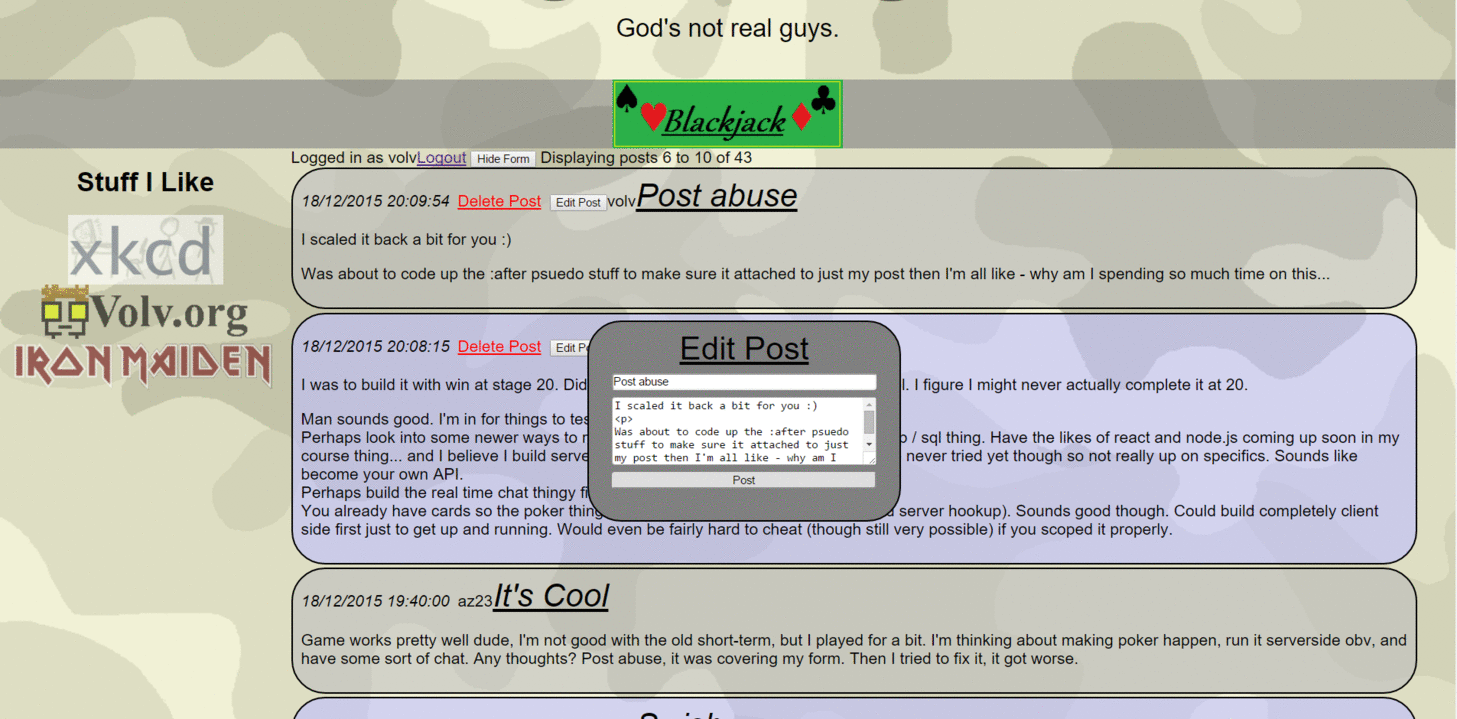 God's not real guys.
Blackjack
Logged in as volvLogout Hide Form Displaying posts 6 to 10 of 43
Stuff I Like
xkcd
Volv.org
IRON MAIDEN
18/12/2015 20:09:54 Delete Post Edit Post volvPost abuse
I scaled it back a bit for you :)
Was about to code up the :after psuedo stuff to make sure it attached to just my post then I'm all like - why am I spending so much time on this...
18/12/2015 20:08:15 Delete Post Edit
I was to build it with win at stage 20. Did I figure I might never actually complete it at 20.
Man sounds good. I'm in for things to
Perhaps look into some newer ways to / sql thing. Have the likes of react and node.js coming up soon in my
course thing... and I believe I build never tried yet though so not really up on specifics. Sounds like
become your own API.
Perhaps build the real time chat thingy
You already have cards so the poker server hookup). Sounds good though. Could build completely client
side first just to get up and running. Would even be fairly hard to cheat (though still very possible) if you scoped it properly.
Edit Post
Post abuse
I scaled it back a bit for you :)
<p>
Was about to code up the :after psuedo
stuff to make sure it attached to just
my post then I'm all like - why am I
Post
18/12/2015 19:40:00 az23It's Cool
Game works pretty well dude, I'm not good with the old short-term, but I played for a bit. I'm thinking about making poker happen, run it serverside obv, and
have some sort of chat. Any thoughts? Post abuse, it was covering my form. Then I tried to fix it, it got worse.